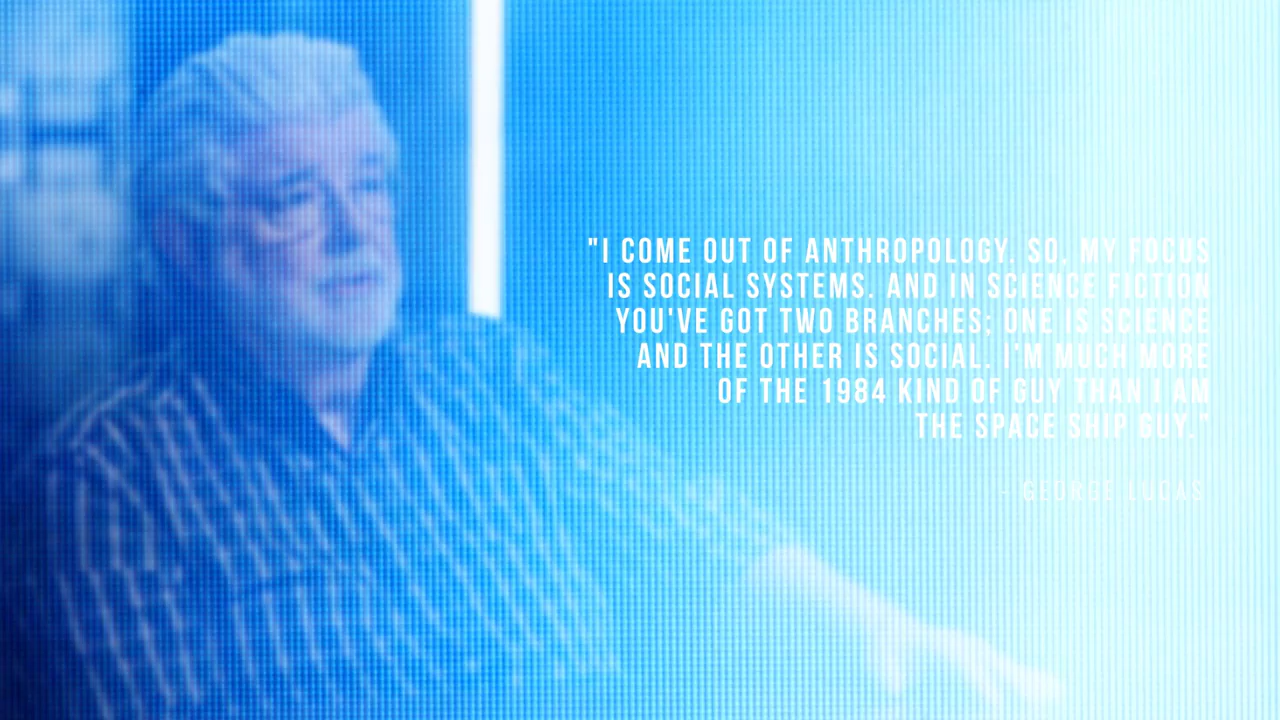 "I COME OUT OF ANTHROPOLOGY. SO, MY FOCUS
IS SOCIAL SYSTEMS. AND IN SCIENCE FICTION
YOU'VE GOT TWO BRANCHES; ONE IS SCIENCE
AND THE OTHER IS SOCIAL. I'M MUCH MORE
OF THE 1984 KIND OF GUY THAN I AM
THE SPACE SHIP GUY."
- GEORGE LUCAS